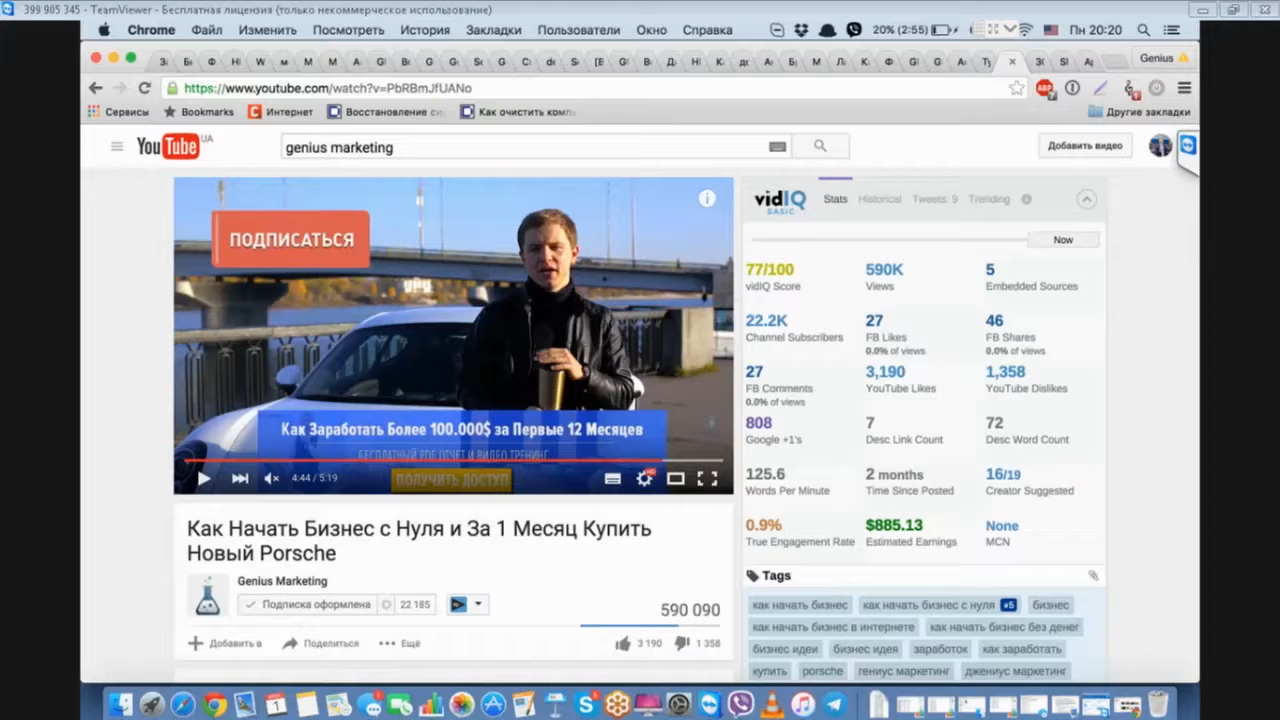 399 905 345 - TeamViewer - Бесплатная лицензия (только некоммерческое использование)
Chrome Файл Изменить Посмотреть История Закладки Пользователи Окно Справка 20% (2:55) Пн 20:20
Genius
https://www.youtube.com/watch?v=PbRBmJfUANo
Сервисы Bookmarks Интернет Восстановление Как очистить Другие закладки
YouTube UA genius marketing Добавить видео
ПОДПИСАТЬСЯ
Как Заработать Более 100.000$ за Первые 12 Месяцев
БЕСПЛАТНЫЙ PDF ОТЧЕТ И ВИДЕО ТРЕНИНГ
ПОЛУЧИТЬ ДОСТУП
4:44 / 5:19
Как Начать Бизнес с Нуля и За 1 Месяц Купить
Новый Porsche
Genius Marketing
Подписка оформлена 22 185
590 090
Добавить в Поделиться Ещё 3 190 1 358
vidIQ BASIC Stats Historical Tweets: 9 Trending
Now
77/100 590K 5
vidIQ Score Views Embedded Sources
22.2K 27 46
Channel Subscribers FB Likes FB Shares
0.0% of views 0.0% of views
27 3,190 1,358
FB Comments YouTube Likes YouTube Dislikes
0.0% of views
808 7 72
Google +1's Desc Link Count Desc Word Count
125.6 2 months 16/19
Words Per Minute Time Since Posted Creator Suggested
0.9% $885.13 None
True Engagement Rate Estimated Earnings MCN
Tags
как начать бизнес как начать бизнес с нуля #5 бизнес
как начать бизнес в интернете как начать бизнес без денег
бизнес идеи бизнес идея заработок как заработать
купить porsche гениус маркетинг джениус маркетинг